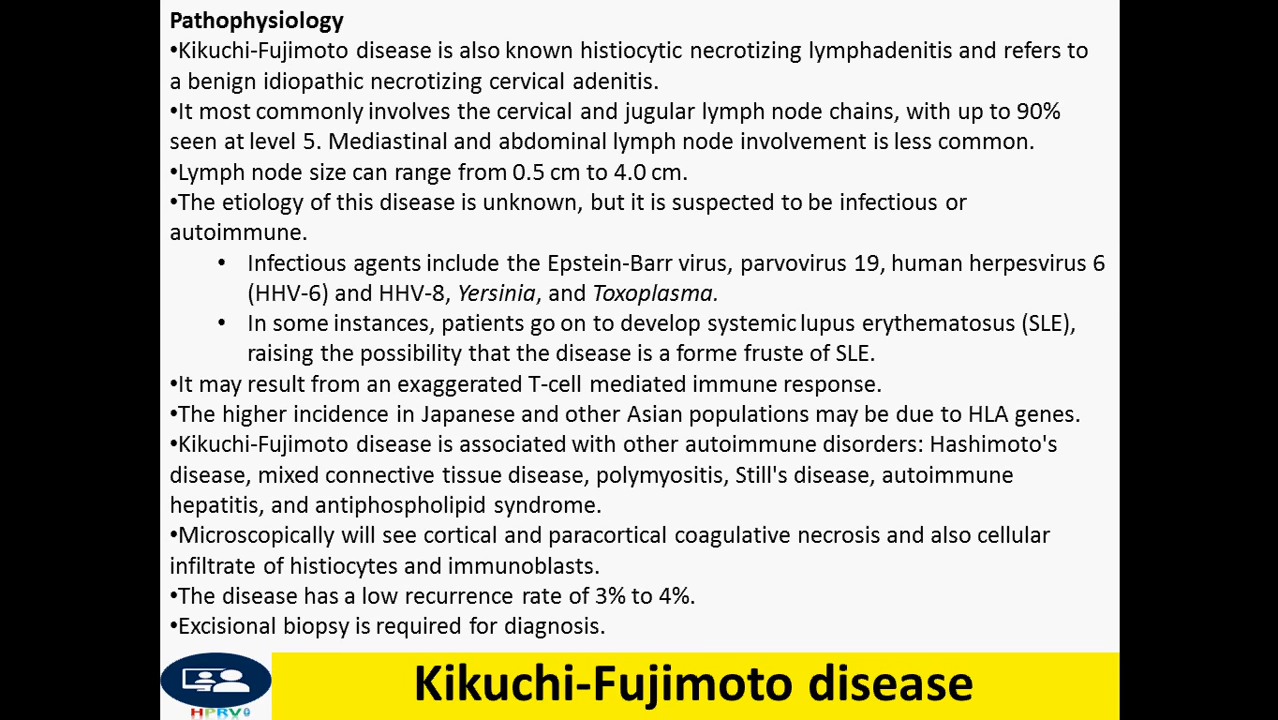 Pathophysiology
•Kikuchi-Fujimoto disease is also known histiocytic necrotizing lymphadenitis and refers to
a benign idiopathic necrotizing cervical adenitis.
•It most commonly involves the cervical and jugular lymph node chains, with up to 90%
seen at level 5. Mediastinal and abdominal lymph node involvement is less common.
•Lymph node size can range from 0.5 cm to 4.0 cm.
•The etiology of this disease is unknown, but it is suspected to be infectious or
autoimmune.
• Infectious agents include the Epstein-Barr virus, parvovirus 19, human herpesvirus 6
(HHV-6) and HHV-8, Yersinia, and Toxoplasma.
• In some instances, patients go on to develop systemic lupus erythematosus (SLE),
raising the possibility that the disease is a forme fruste of SLE.
•It may result from an exaggerated T-cell mediated immune response.
•The higher incidence in Japanese and other Asian populations may be due to HLA genes.
•Kikuchi-Fujimoto disease is associated with other autoimmune disorders: Hashimoto's
disease, mixed connective tissue disease, polymyositis, Still's disease, autoimmune
hepatitis, and antiphospholipid syndrome.
•Microscopically will see cortical and paracortical coagulative necrosis and also cellular
infiltrate of histiocytes and immunoblasts.
•The disease has a low recurrence rate of 3% to 4%.
•Excisional biopsy is required for diagnosis.
Kikuchi-Fujimoto disease